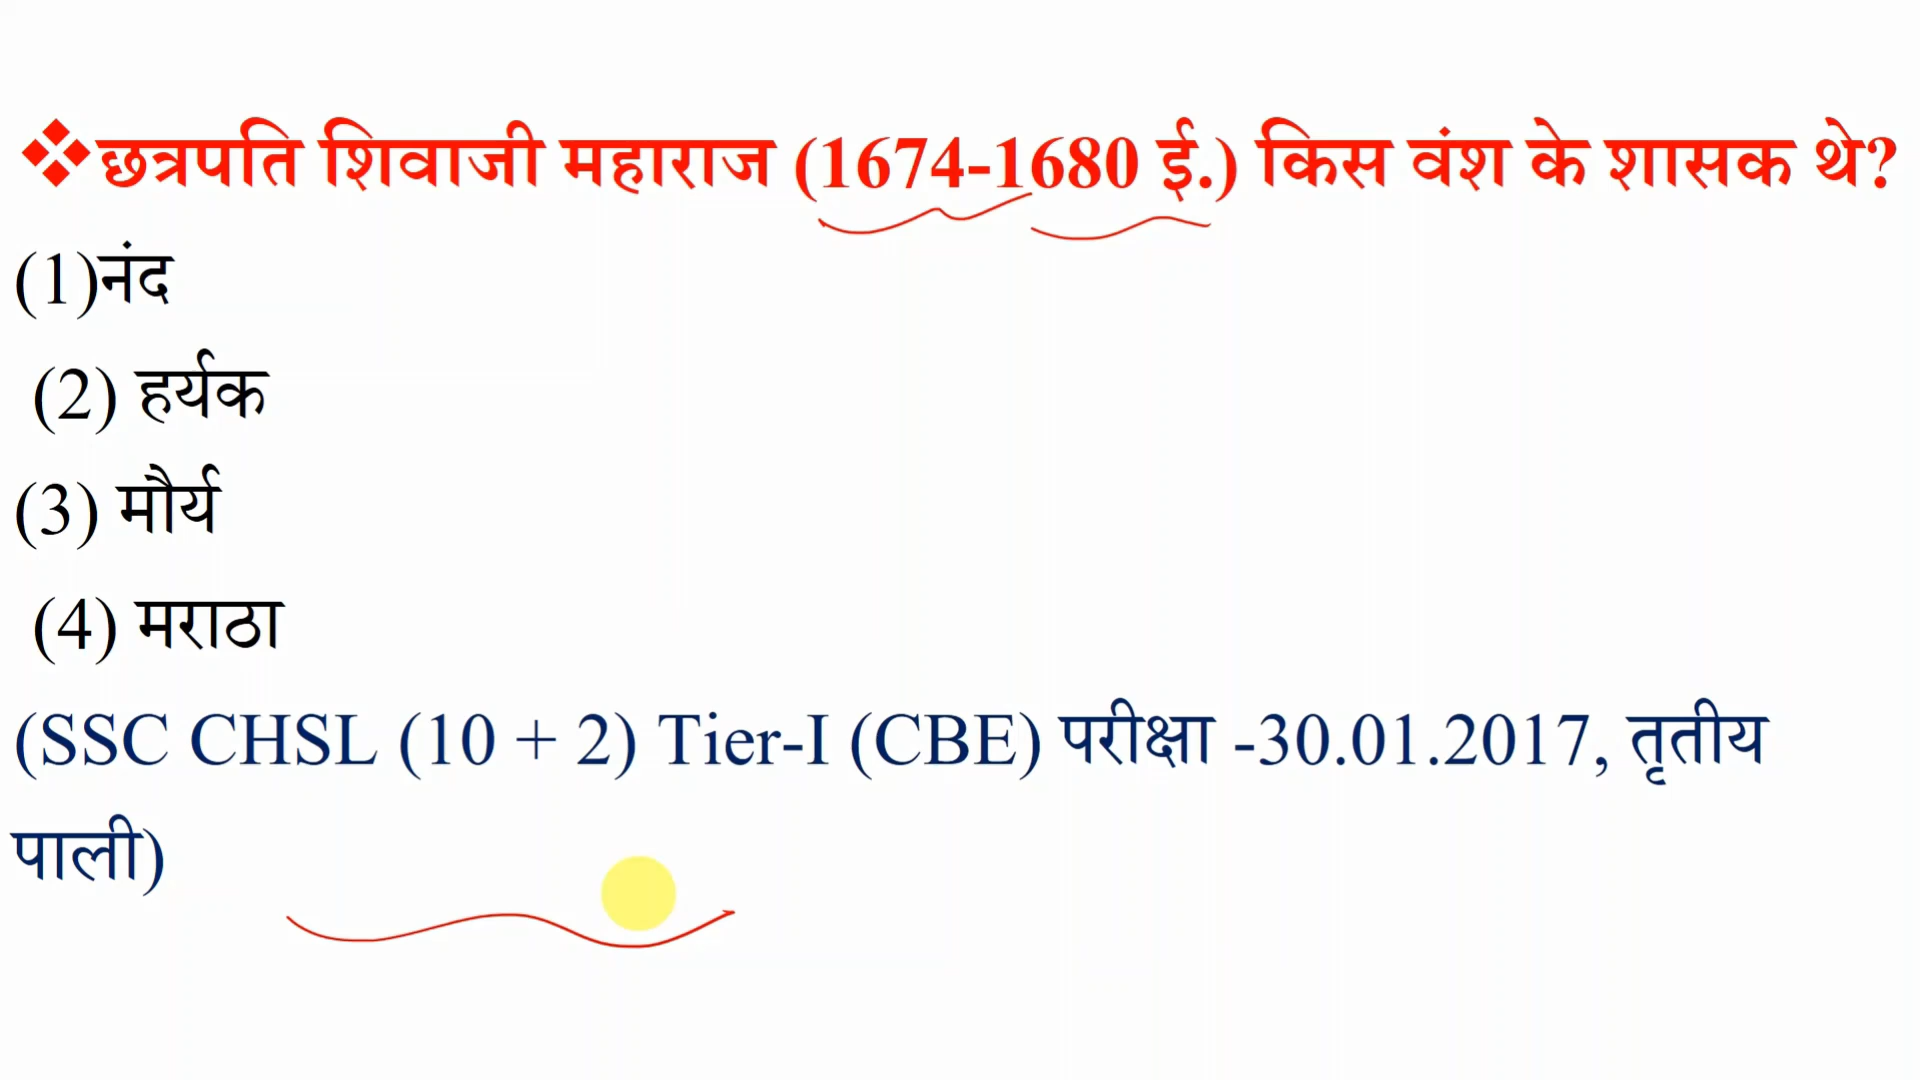 ❖छत्रपति शिवाजी महाराज (1674-1680 ई.) किस वंश के शासक थे?
(1)नंद
(2) हर्यक
(3) मौर्य
(4) मराठा
(SSC CHSL (10 + 2) Tier-I (CBE) परीक्षा -30.01.2017, तृतीय
पाली)